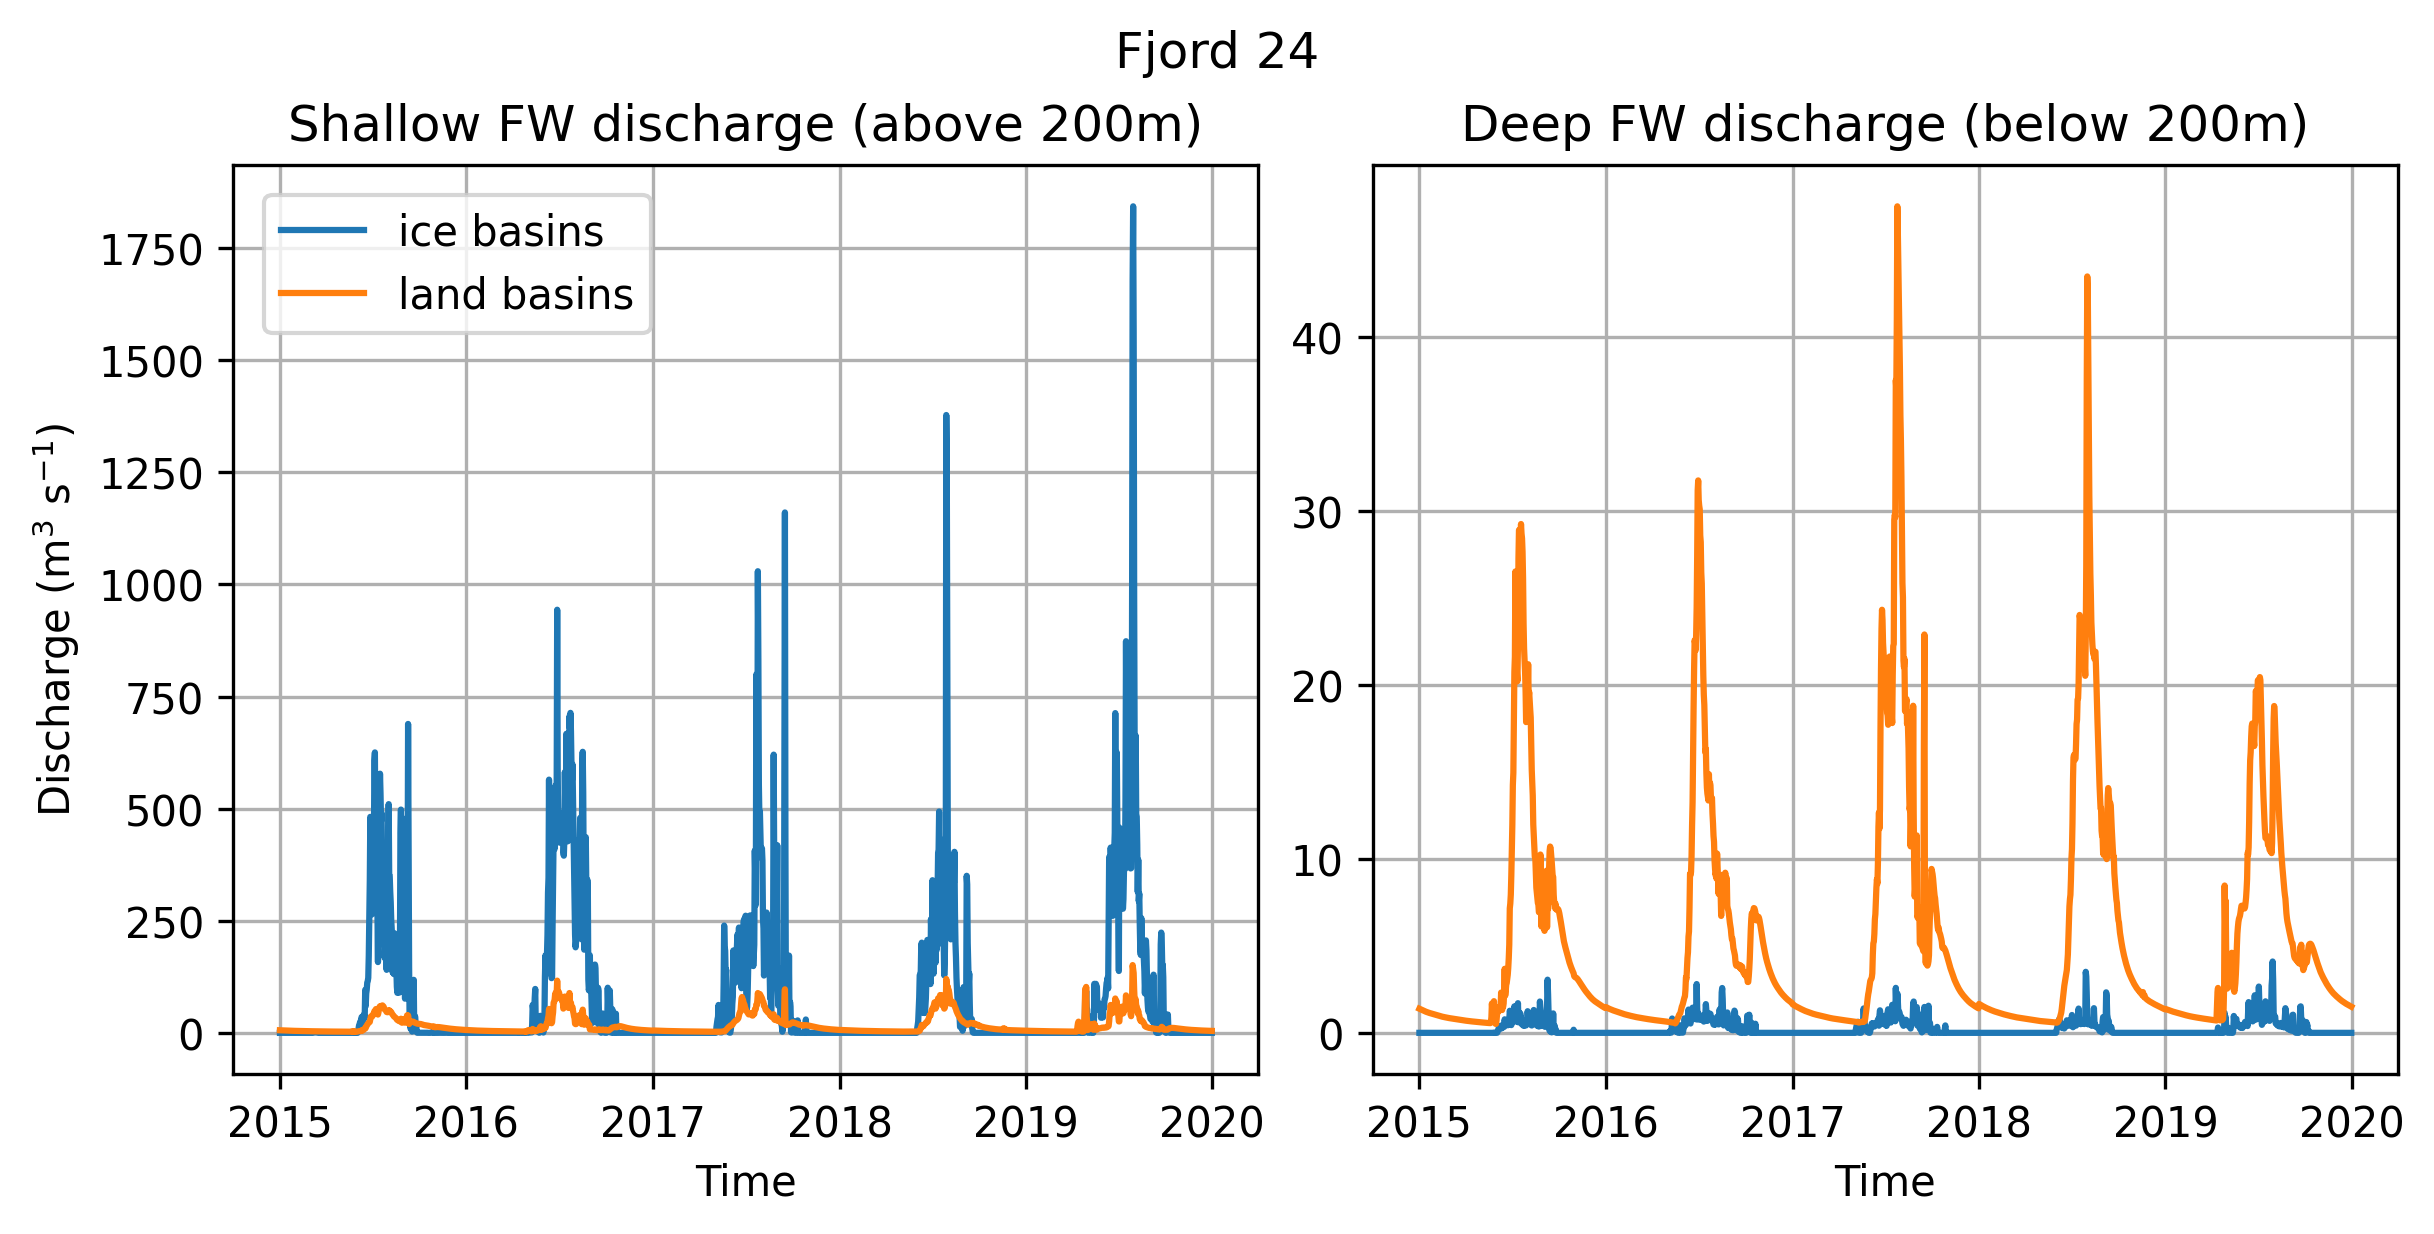 Fjord 24
Shallow FW discharge (above 200m)
Deep FW discharge (below 200m)
ice basins
land basins
1750
1500
1250
1000
750
500
250
0
Discharge (m³ s⁻¹)
2015 2016 2017 2018 2019 2020
Time
40
30
20
10
0
2015 2016 2017 2018 2019 2020
Time